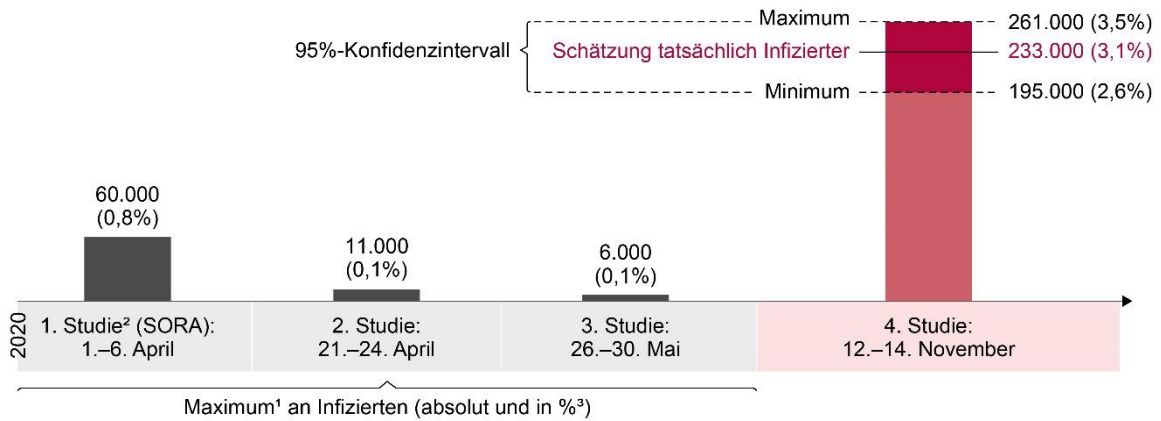 Maximum
261.000 (3,5%)
95%-Konfidenzintervall
Schätzung tatsächlich Infizierter
233.000 (3,1%)
Minimum
195.000 (2,6%)
60.000
(0,8%)
11.000
(0,1%)
6.000
(0,1%)
2020
1. Studie² (SORA):
1.–6. April
2. Studie:
21.–24. April
3. Studie:
26.–30. Mai
4. Studie:
12.–14. November
Maximum¹ an Infizierten (absolut und in %³)